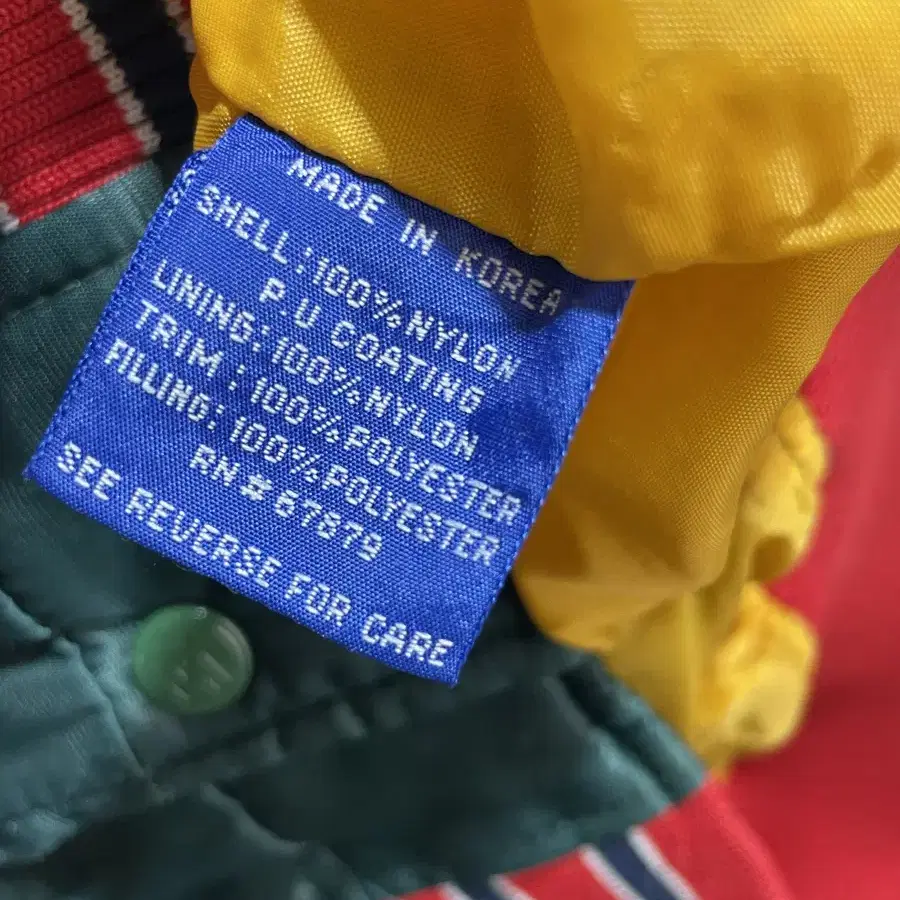 MADE IN KOREA
SHELL:100%NYLON
P U COATING
LINING:100%NYLON
TRIM:100%POLYESTER
FILLING:100%POLYESTER
RN# 67879
SEE REVERSE FOR CARE